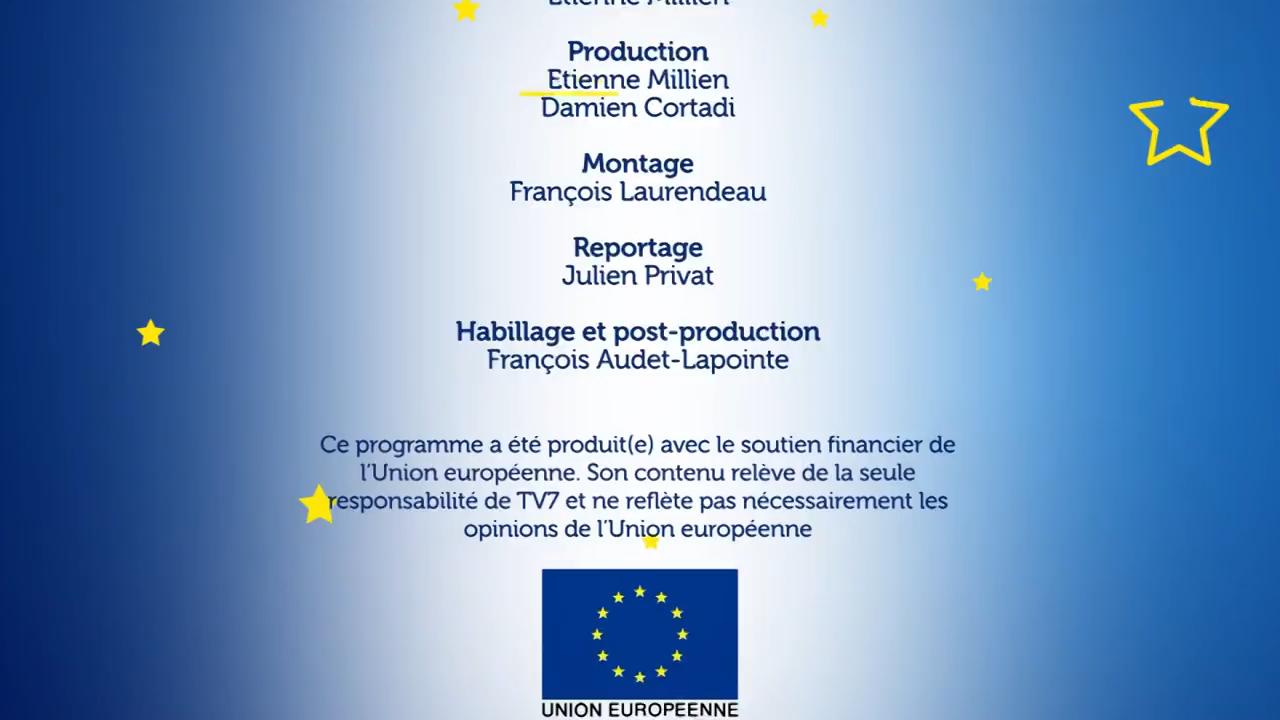 Etienne Millien
Production
Etienne Millien
Damien Cortadi
Montage
François Laurendeau
Reportage
Julien Privat
Habillage et post-production
François Audet-Lapointe
Ce programme a été produit(e) avec le soutien financier de
l'Union européenne. Son contenu relève de la seule
responsabilité de TV7 et ne reflète pas nécessairement les
opinions de l'Union européenne
UNION EUROPEENNE